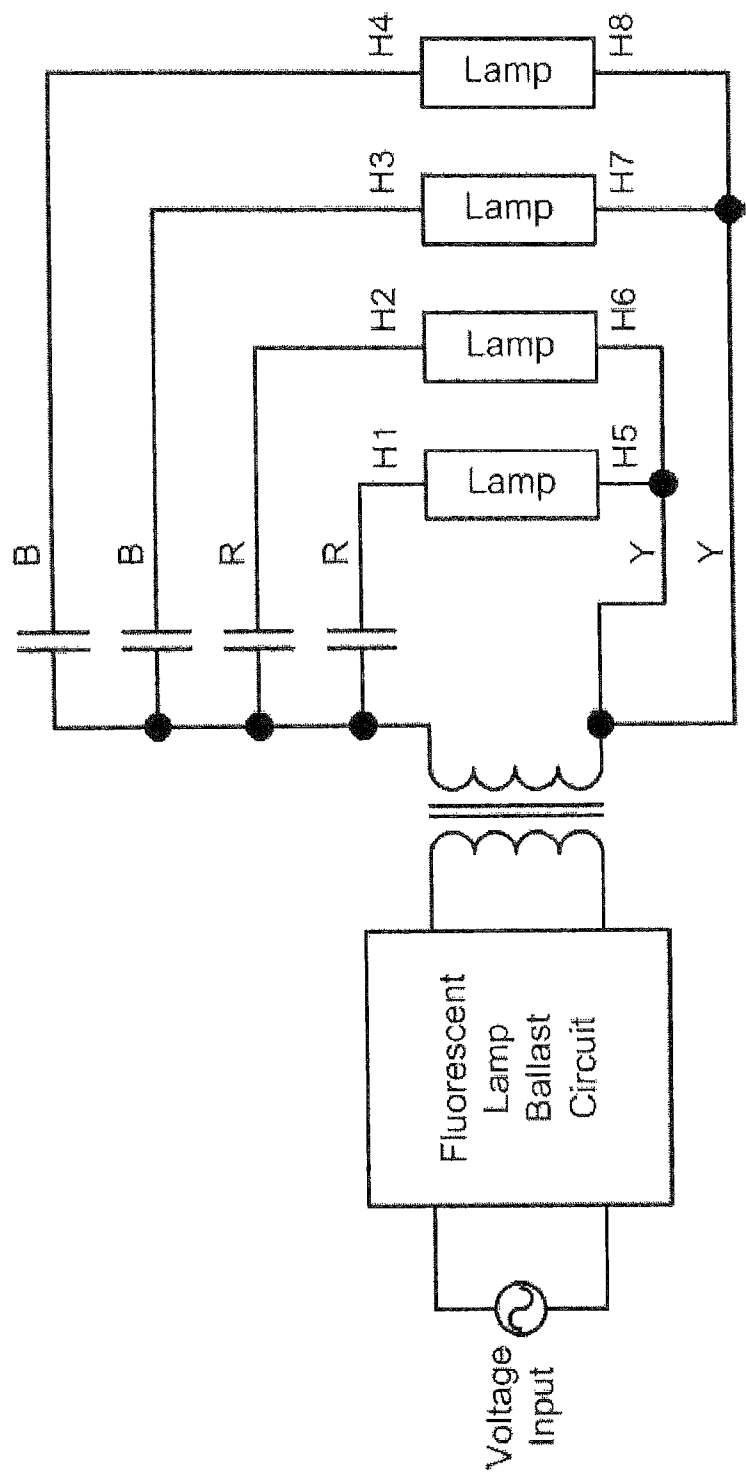 B
B
R
R
Y
Y
H4
H3
H2
H1
Lamp
Lamp
Lamp
Lamp
H8
H7
H6
H5
Voltage
Input
Fluorescent
Lamp
Ballast
Circuit